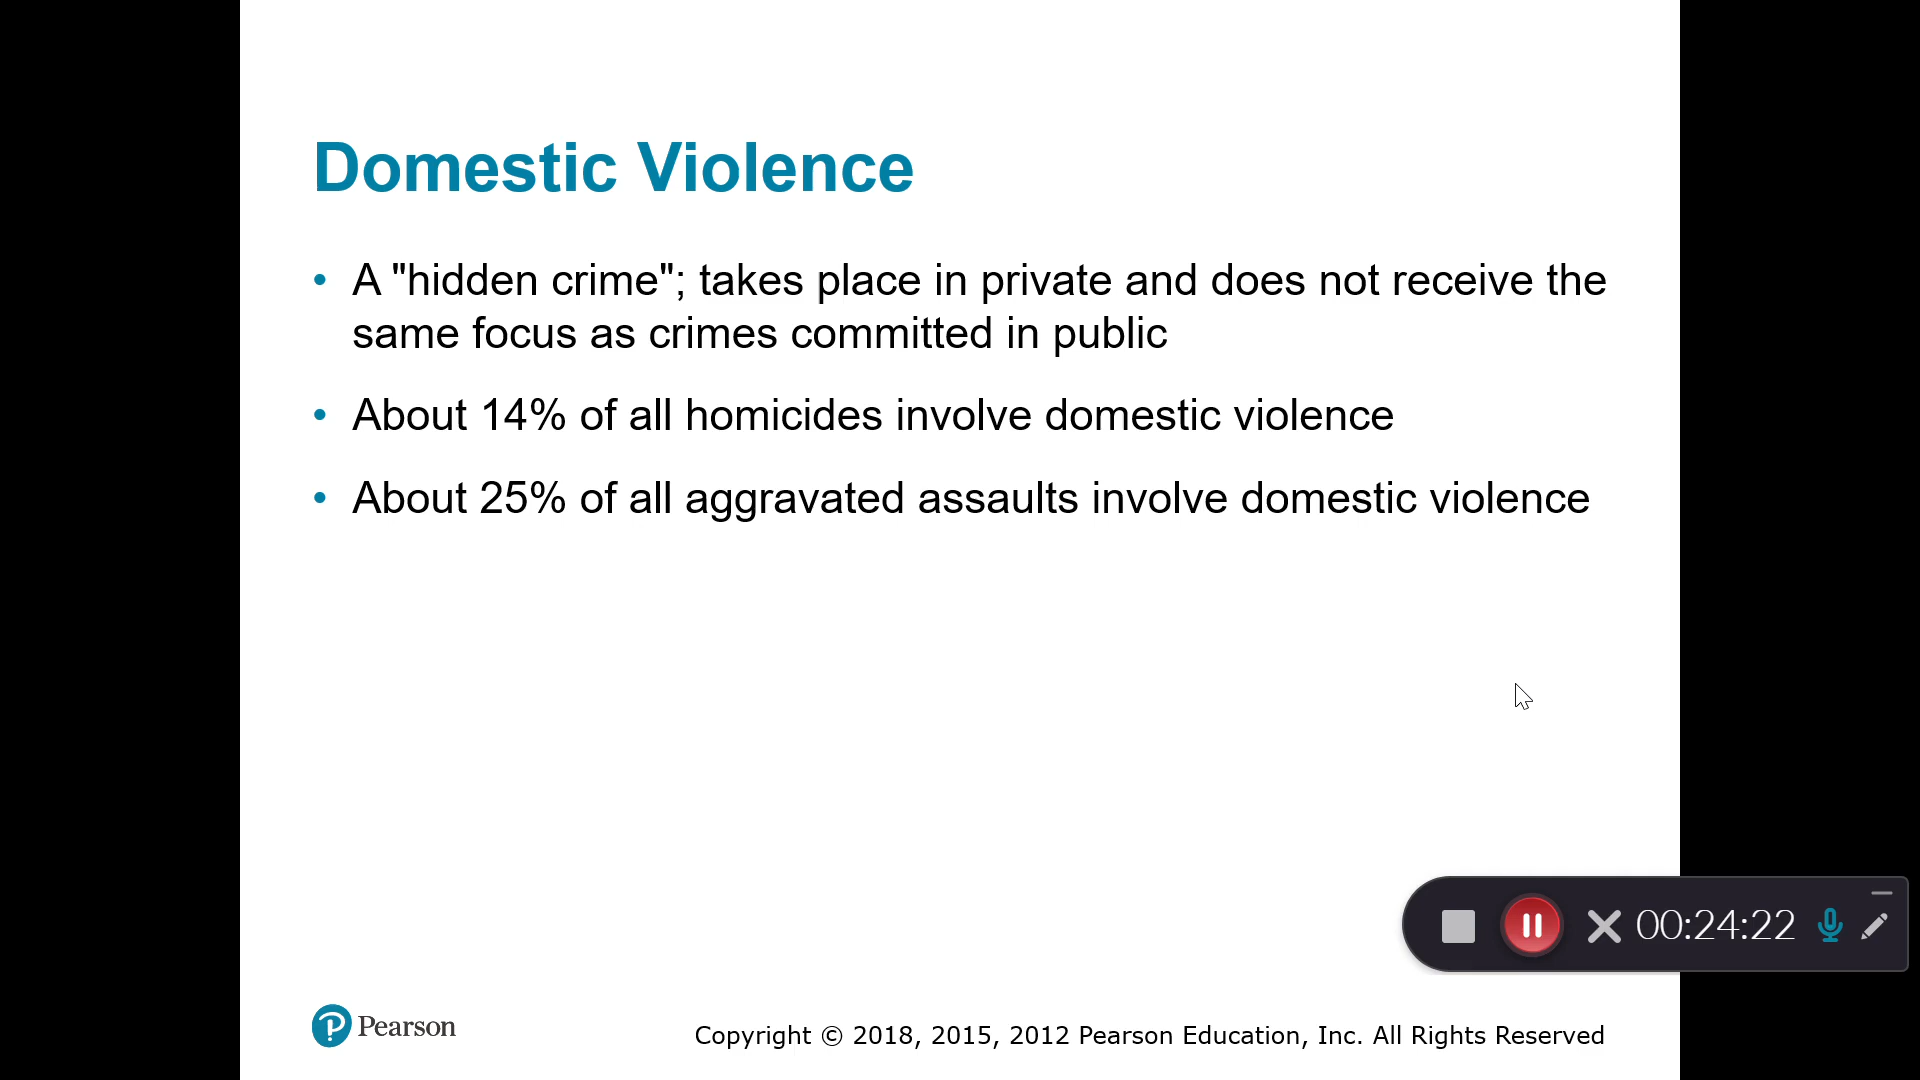 Domestic Violence
• A "hidden crime"; takes place in private and does not receive the
same focus as crimes committed in public
• About 14% of all homicides involve domestic violence
• About 25% of all aggravated assaults involve domestic violence
00:24:22
Pearson
Copyright © 2018, 2015, 2012 Pearson Education, Inc. All Rights Reserved